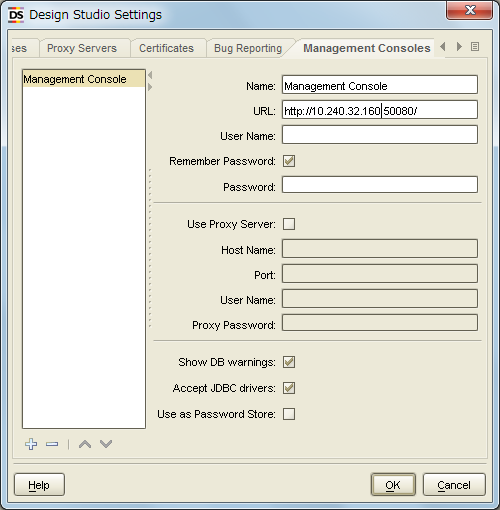 DS Design Studio Settings
ses Proxy Servers Certificates Bug Reporting Management Consoles
Management Console
Name: Management Console
URL: http://10.240.32.160:50080/
User Name:
Remember Password:
Password:
Use Proxy Server:
Host Name:
Port:
User Name:
Proxy Password:
Show DB warnings:
Accept JDBC drivers:
Use as Password Store:
Help OK Cancel